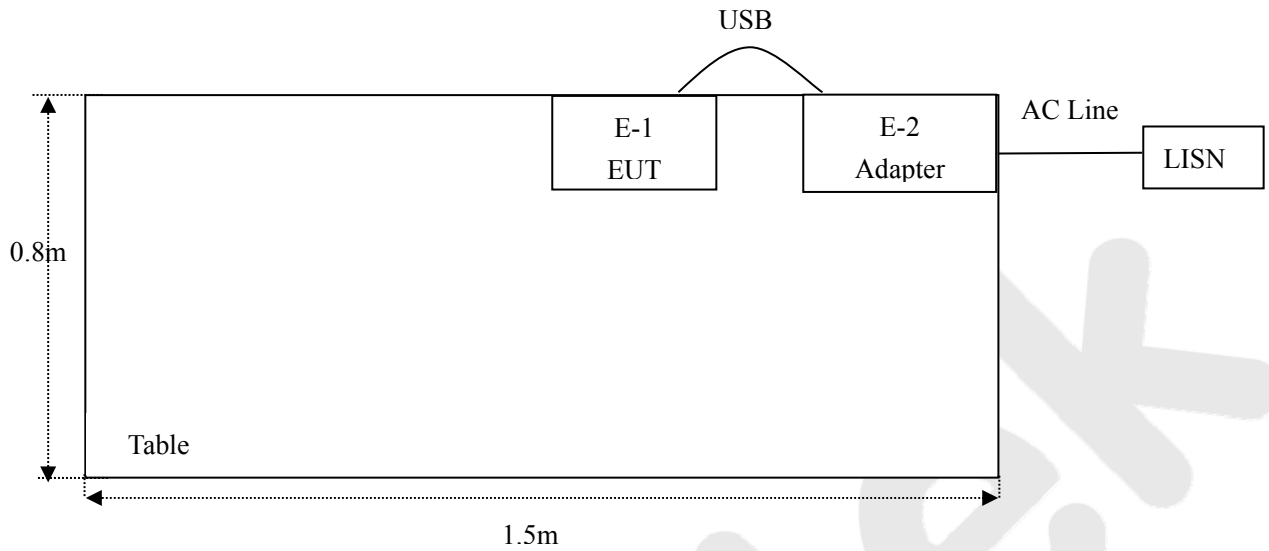 USB
E-1
EUT
E-2
Adapter
AC Line
LISN
0.8m
Table
1.5m